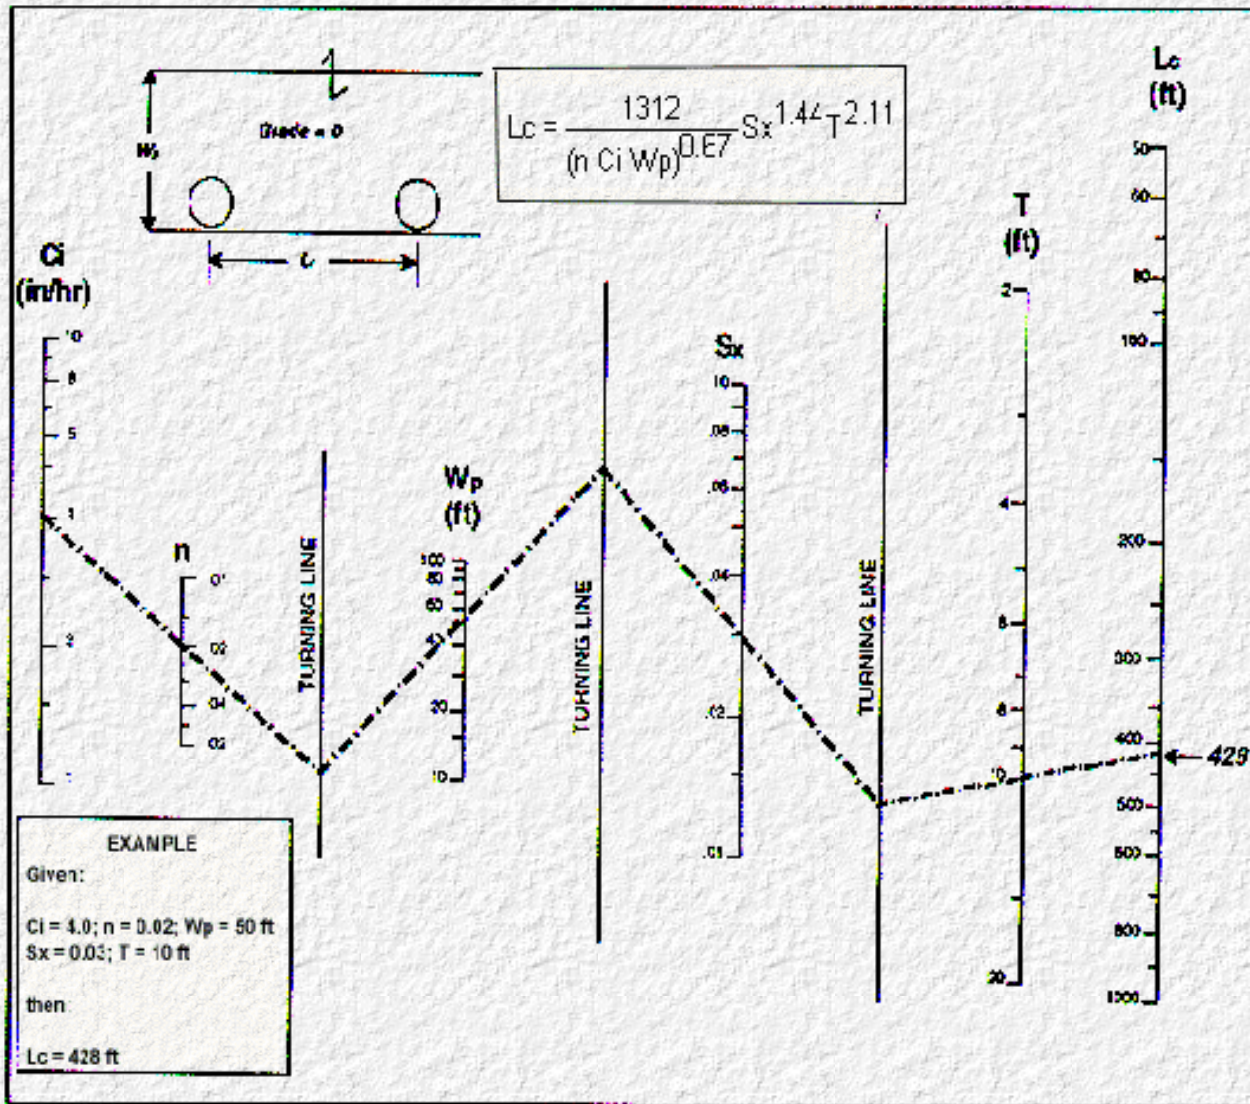 Lc
(ft)
Grade = 0
Lc = 1312 / (n Ci Wp)^0.67 Sx^1.44 T^2.11
Ci
(in/hr)
10
8
5
2
1
n
.01
.02
TURNING LINE
Wp
(ft)
80
60
40
20
10
TURNING LINE
Sx
.10
.08
.06
.04
.02
.01
TURNING LINE
T
(ft)
2
4
6
10
20
50
60
80
100
200
300
400
500
600
800
1000
428
EXAMPLE
Given:
Ci = 4.0; n = 0.02; Wp = 50 ft
Sx = 0.03; T = 10 ft
then
Lc = 428 ft